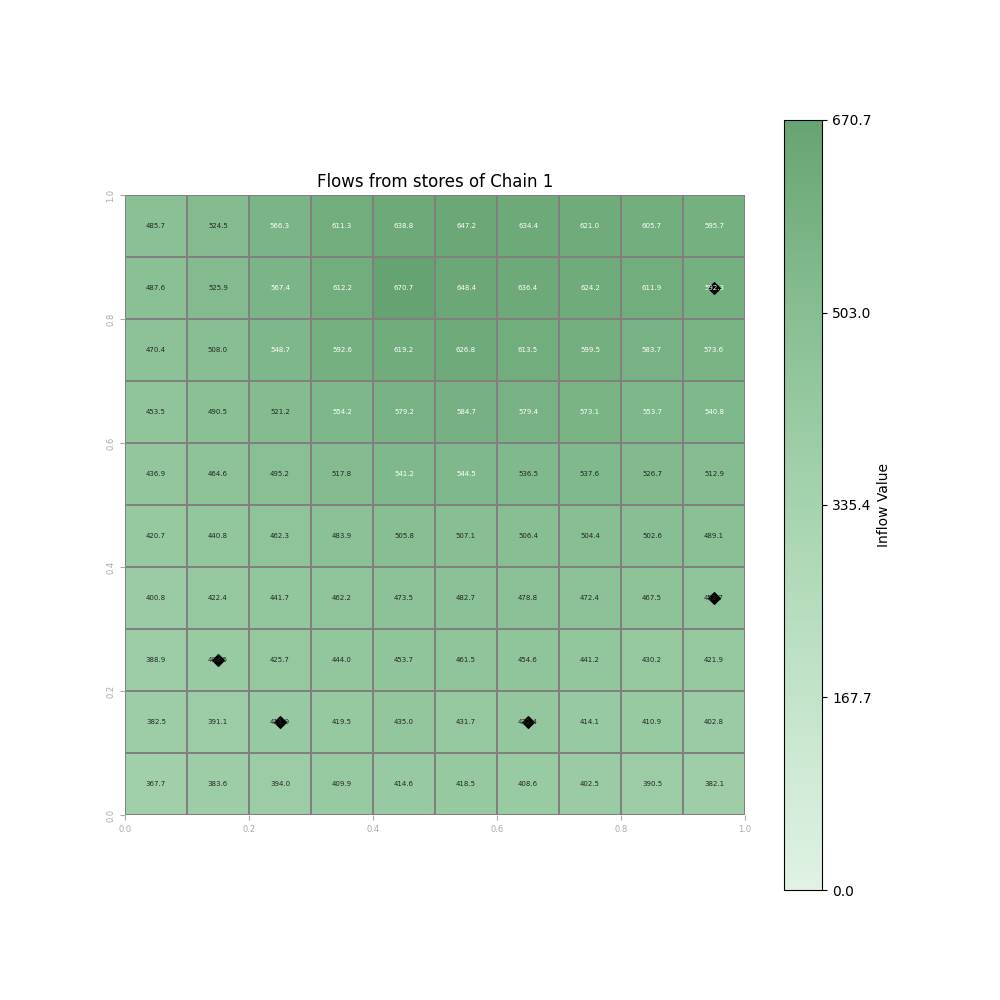 670.7
Flows from stores of Chain 1
1.0
485.7 524.5 566.3 611.3 638.8 647.2 634.4 621.0 605.7 595.7
487.6 525.9 567.4 612.2 670.7 648.4 636.4 624.2 611.9
503.0
0.8
470.4 508.0 548.7 592.6 619.2 626.8 613.5 599.5 583.7 573.6
453.5 490.5 521.2 554.2 579.2 584.7 579.4 573.1 553.7 540.8
0.6
436.9 464.6 495.2 517.8 541.2 544.5 536.5 537.6 526.7 512.9
335.4
Inflow Value
420.7 440.8 462.3 483.9 505.8 507.1 506.4 504.4 502.6 489.1
0.4
400.8 422.4 441.7 462.2 473.5 482.7 478.8 472.4 467.5
388.9 425.7 444.0 453.7 461.5 454.6 441.2 430.2 421.9
0.2
167.7
382.5 391.1 419.5 435.0 431.7 414.1 410.9 402.8
367.7 383.6 394.0 409.9 414.6 418.5 408.6 402.5 390.5 382.1
0.0
0.0 0.2 0.4 0.6 0.8 1.0
0.0